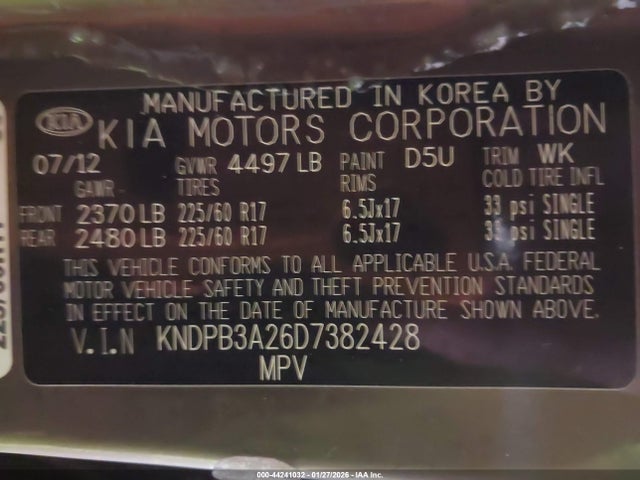 MANUFACTURED IN KOREA BY
KIA KIA MOTORS CORPORATION
07/12 GVWR 4497 LB PAINT D5U TRIM WK
GAWR TIRES RIMS COLD TIRE INFL
FRONT 2370 LB 225/60 R17 6.5Jx17 33 psi SINGLE
REAR 2480 LB 225/60 R17 6.5Jx17 33 psi SINGLE
THIS VEHICLE CONFORMS TO ALL APPLICABLE U.S.A. FEDERAL
MOTOR VEHICLE SAFETY AND THEFT PREVENTION STANDARDS
IN EFFECT ON THE DATE OF MANUFACTURE SHOWN ABOVE.
V.I.N KNDPB3A26D7382428
MPV
000-44241032 - 01/27/2026 - IAA Inc.